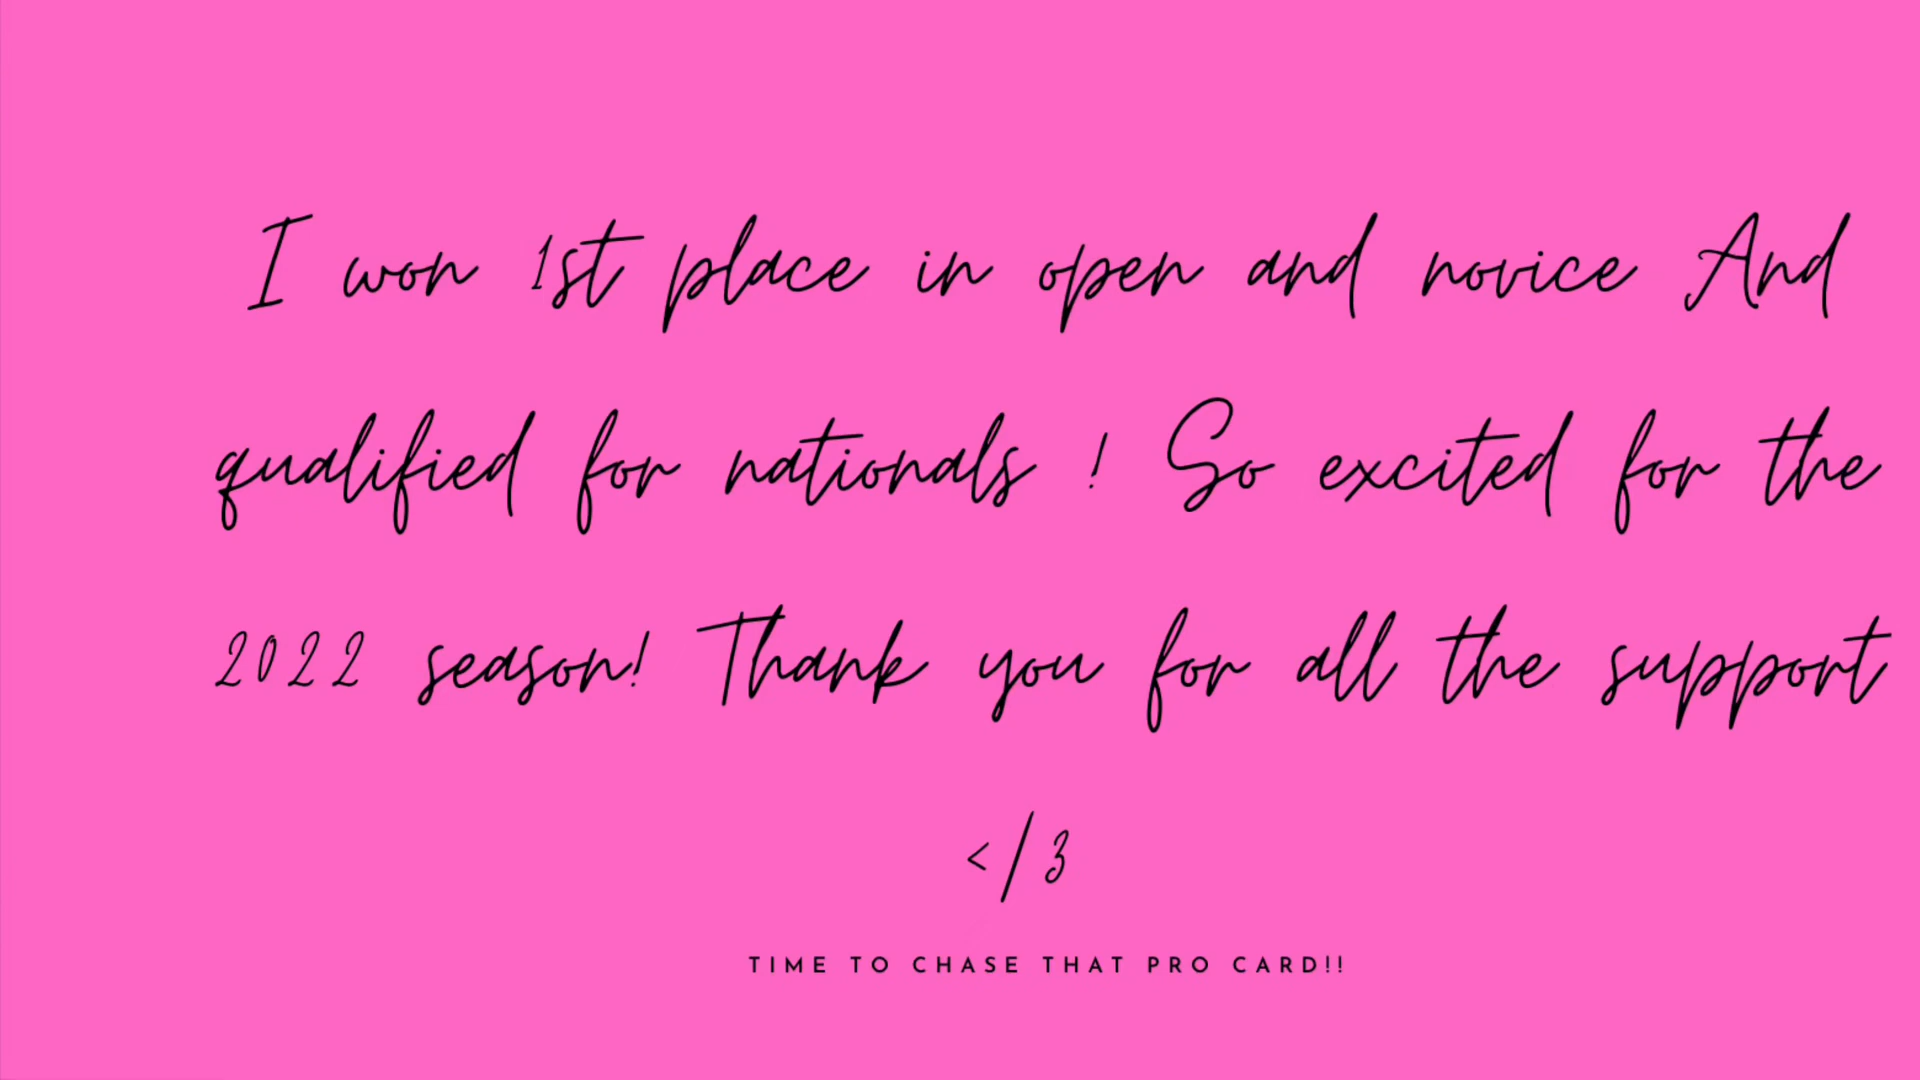 I won 1st place in open and novice And
qualified for nationals ! So excited for the
2022 season! Thank you for all the support
</3
TIME TO CHASE THAT PRO CARD!!